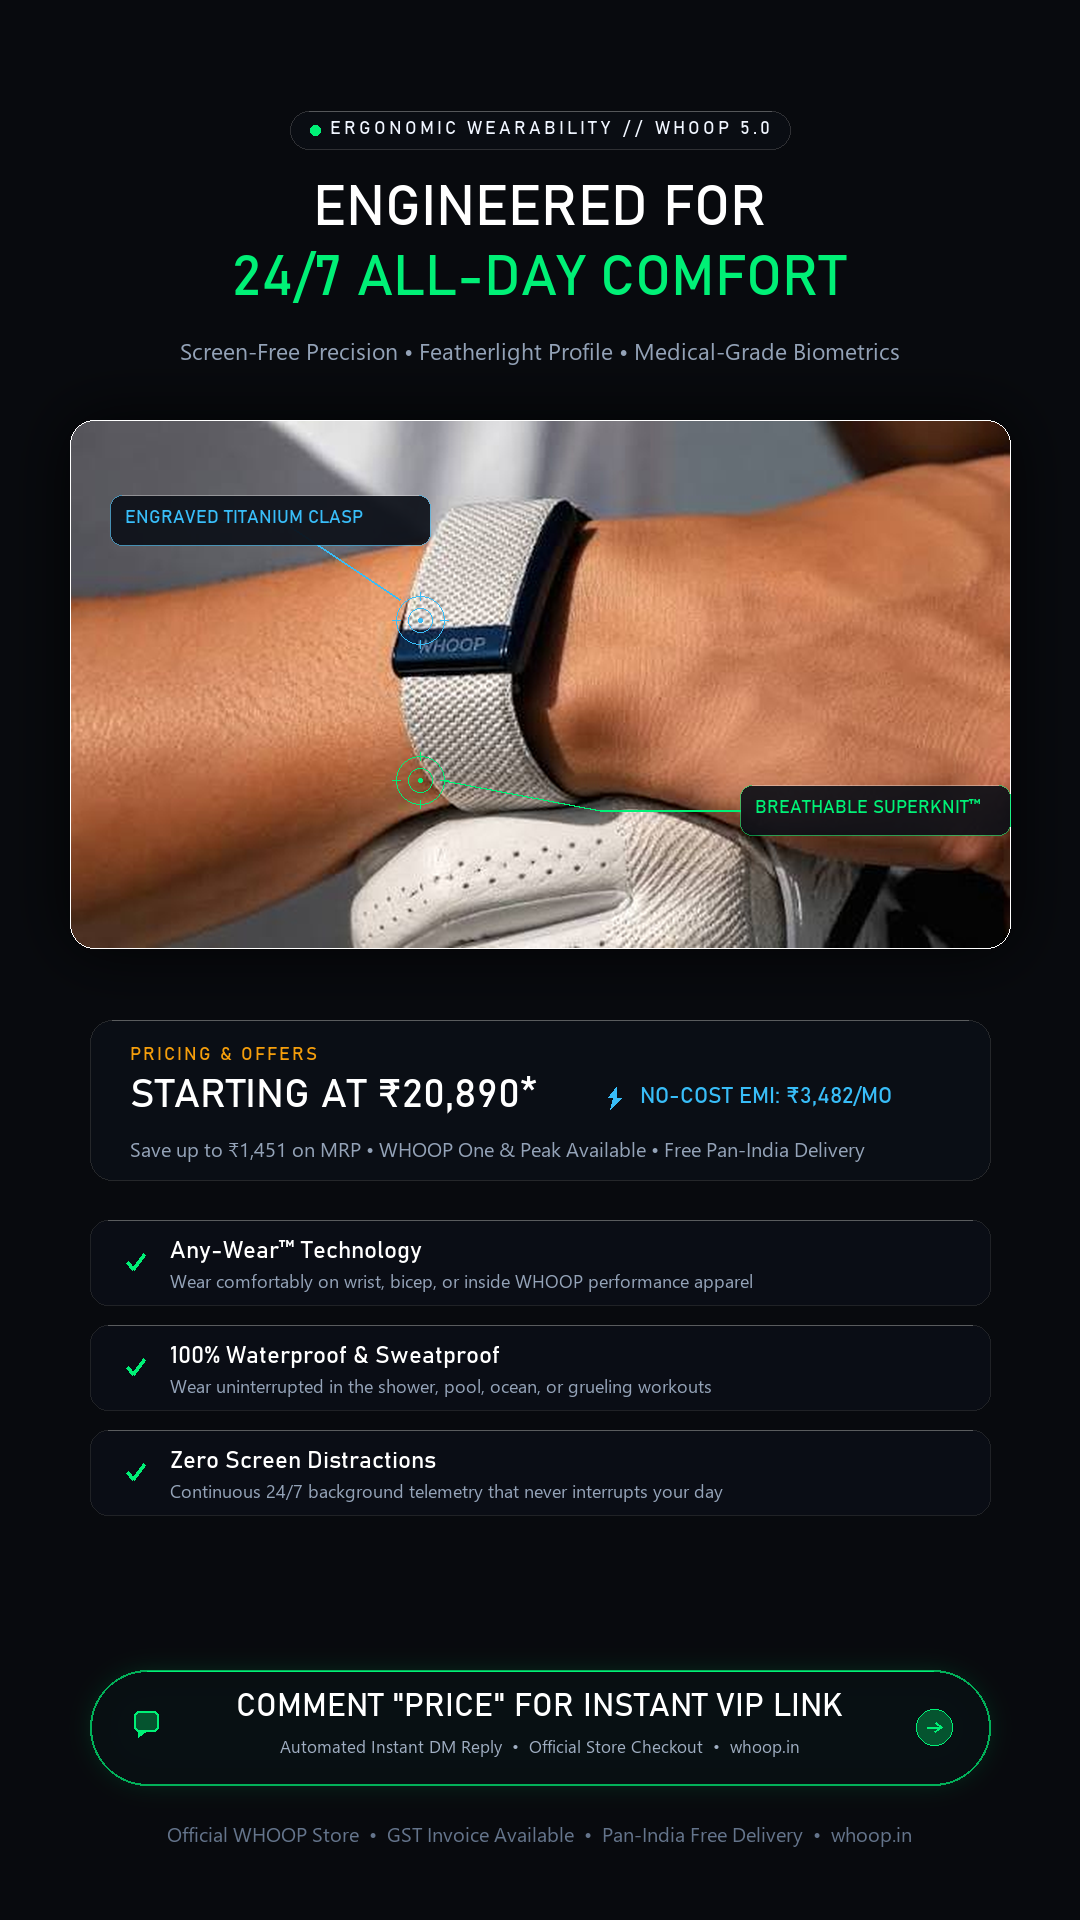 ERGONOMIC WEARABILITY // WHOOP 5.0
ENGINEERED FOR
24/7 ALL-DAY COMFORT
Screen-Free Precision • Featherlight Profile • Medical-Grade Biometrics
ENGRAVED TITANIUM CLASP
WHOOP
BREATHABLE SUPERKNIT™
PRICING & OFFERS
STARTING AT ₹20,890*
NO-COST EMI: ₹3,482/MO
Save up to ₹1,451 on MRP • WHOOP One & Peak Available • Free Pan-India Delivery
Any-Wear™ Technology
Wear comfortably on wrist, bicep, or inside WHOOP performance apparel
100% Waterproof & Sweatproof
Wear uninterrupted in the shower, pool, ocean, or grueling workouts
Zero Screen Distractions
Continuous 24/7 background telemetry that never interrupts your day
COMMENT "PRICE" FOR INSTANT VIP LINK
Automated Instant DM Reply • Official Store Checkout • whoop.in
Official WHOOP Store • GST Invoice Available • Pan-India Free Delivery • whoop.in